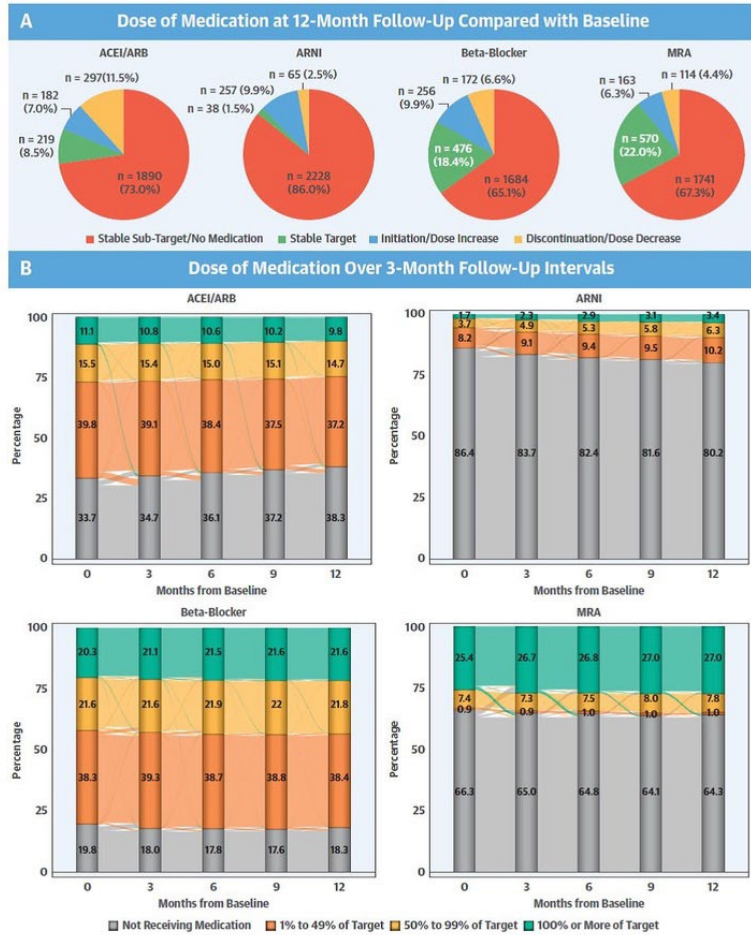 A Dose of Medication at 12-Month Follow-Up Compared with Baseline
ACEI/ARB
n = 297(11.5%)
n = 182
(7.0%)
n = 219
(8.5%)
n = 1890
(73.0%)
ARNI
n = 65 (2.5%)
n = 257 (9.9%)
n = 38 (1.5%)
n = 2228
(86.0%)
Beta-Blocker
n = 172 (6.6%)
n = 256
(9.9%)
n = 476
(18.4%)
n = 1684
(65.1%)
MRA
n = 114 (4.4%)
n = 163
(6.3%)
n = 570
(22.0%)
n = 1741
(67.3%)
Stable Sub-Target/No Medication Stable Target Initiation/Dose Increase Discontinuation/Dose Decrease
B Dose of Medication Over 3-Month Follow-Up Intervals
ACEI/ARB
Percentage
100
75
50
25
0
11.1 10.8 10.6 10.2 9.8
15.5 15.4 15.0 15.1 14.7
39.8 39.1 38.4 37.5 37.2
33.7 34.7 36.1 37.2 38.3
0 3 6 9 12
Months from Baseline
ARNI
Percentage
100
75
50
25
0
1.7 2.3 2.9 3.1 3.4
3.7 4.9 5.3 5.8 6.3
8.2 9.1 9.4 9.5 10.2
86.4 83.7 82.4 81.6 80.2
0 3 6 9 12
Months from Baseline
Beta-Blocker
Percentage
100
75
50
25
0
20.3 21.1 21.5 21.6 21.6
21.6 21.6 21.9 22 21.8
38.3 39.3 38.7 38.8 38.4
19.8 18.0 17.8 17.6 18.3
0 3 6 9 12
Months from Baseline
MRA
Percentage
100
75
50
25
0
25.4 26.7 26.8 27.0 27.0
7.4 7.3 7.5 8.0 7.8
0.9 0.9 1.0 1.0 1.0
66.3 65.0 64.8 64.1 64.3
0 3 6 9 12
Months from Baseline
Not Receiving Medication 1% to 49% of Target 50% to 99% of Target 100% or More of Target